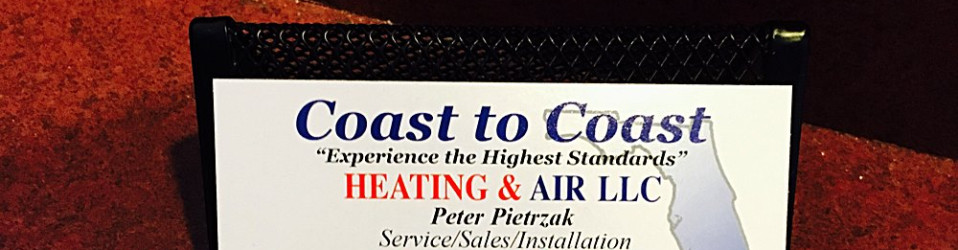 Coast to Coast
“Experience the Highest Standards”
HEATING & AIR LLC
Peter Pietrzak
Service/Sales/Installation